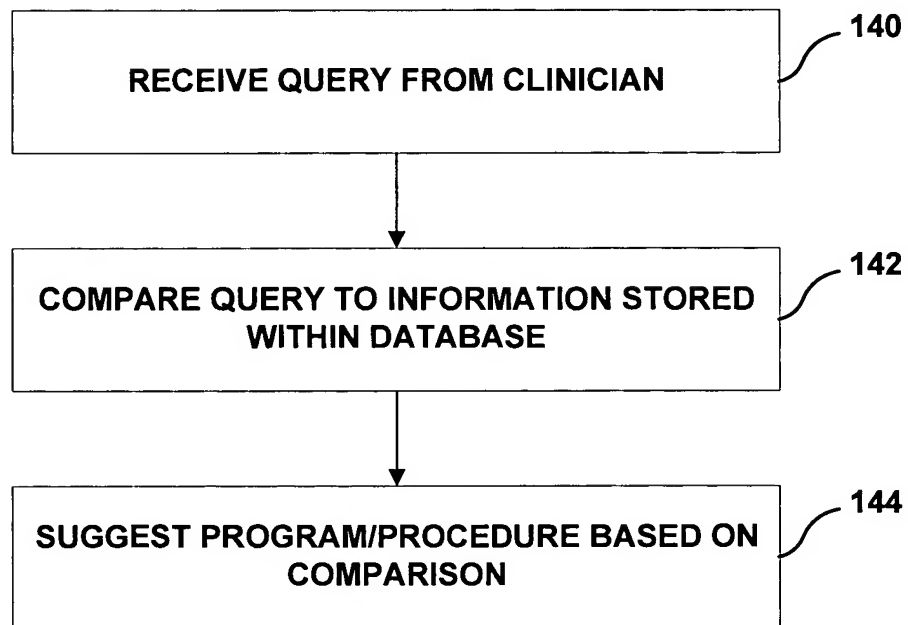 140
RECEIVE QUERY FROM CLINICIAN
142
COMPARE QUERY TO INFORMATION STORED
WITHIN DATABASE
144
SUGGEST PROGRAM/PROCEDURE BASED ON
COMPARISON